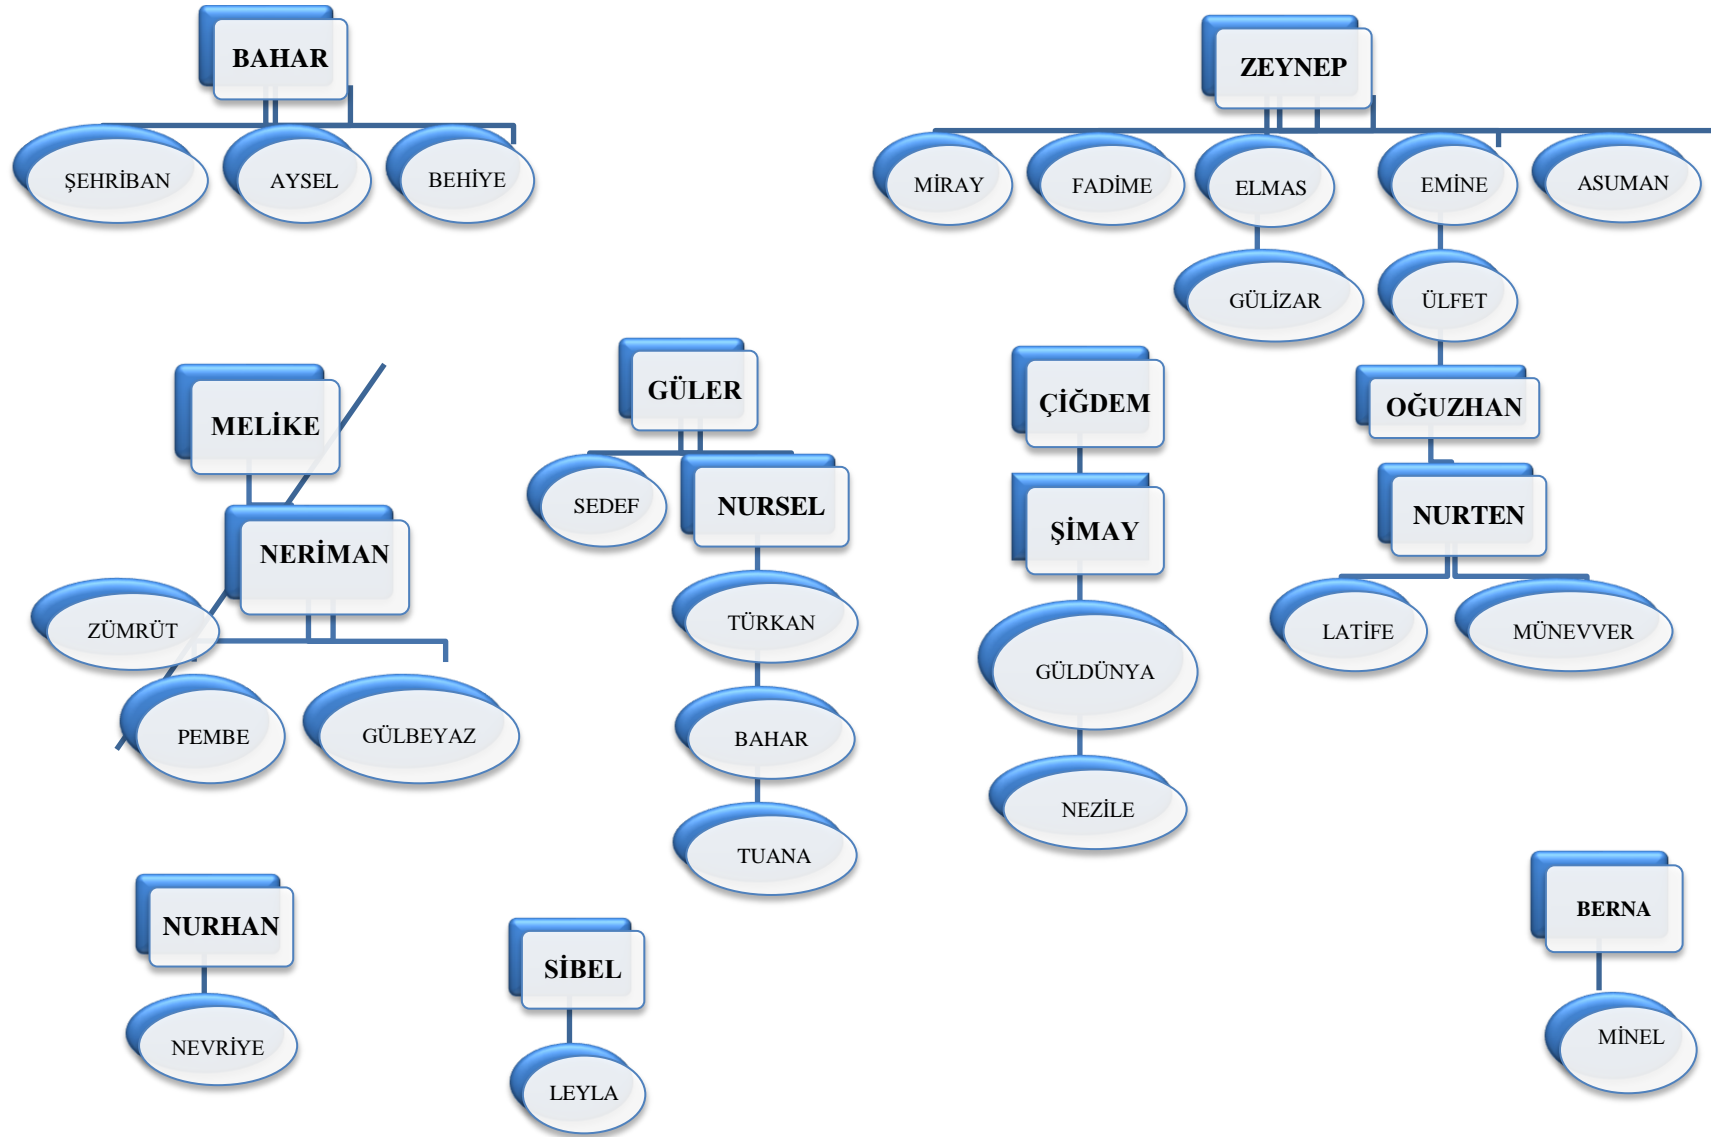 BAHAR
ZEYNEP
ŞEHRİBAN
AYSEL
BEHİYE
MİRAY
FADİME
ELMAS
EMİNE
ASUMAN
GÜLİZAR
ÜLFET
MELİKE
GÜLER
ÇİĞDEM
OĞUZHAN
SEDEF
NURSEL
ŞİMAY
NURTEN
NERİMAN
ZÜMRÜT
TÜRKAN
LATİFE
MÜNEVVER
GÜLDÜNYA
PEMBE
GÜLBEYAZ
BAHAR
NEZİLE
TUANA
NURHAN
SİBEL
BERNA
NEVRİYE
LEYLA
MİNEL